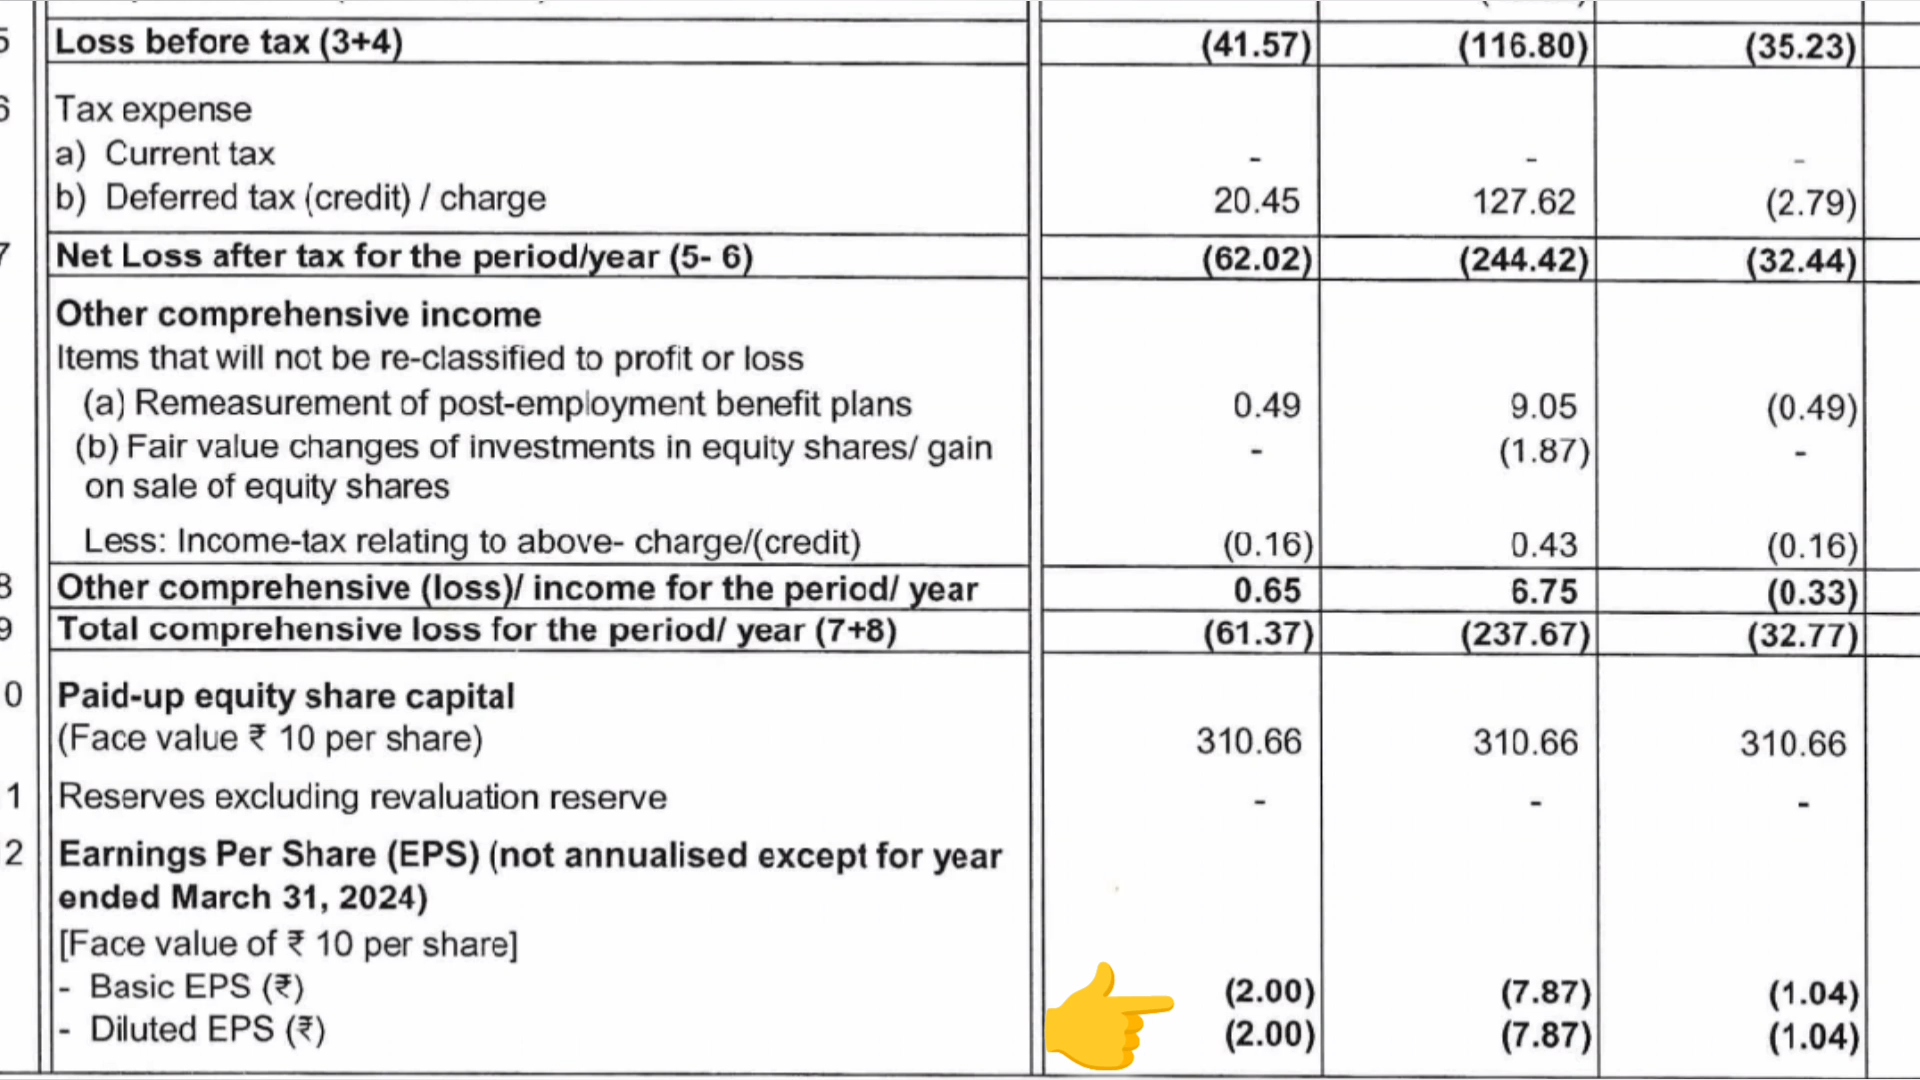 5 Loss before tax (3+4) (41.57) (116.80) (35.23)
6 Tax expense
a) Current tax - - -
b) Deferred tax (credit) / charge 20.45 127.62 (2.79)
7 Net Loss after tax for the period/year (5- 6) (62.02) (244.42) (32.44)
Other comprehensive income
Items that will not be re-classified to profit or loss
(a) Remeasurement of post-employment benefit plans 0.49 9.05 (0.49)
(b) Fair value changes of investments in equity shares/ gain - (1.87) -
on sale of equity shares
Less: Income-tax relating to above- charge/(credit) (0.16) 0.43 (0.16)
8 Other comprehensive (loss)/ income for the period/ year 0.65 6.75 (0.33)
9 Total comprehensive loss for the period/ year (7+8) (61.37) (237.67) (32.77)
0 Paid-up equity share capital
(Face value ₹ 10 per share) 310.66 310.66 310.66
1 Reserves excluding revaluation reserve - - -
2 Earnings Per Share (EPS) (not annualised except for year
ended March 31, 2024)
[Face value of ₹ 10 per share]
- Basic EPS (₹) (2.00) (7.87) (1.04)
- Diluted EPS (₹) (2.00) (7.87) (1.04)